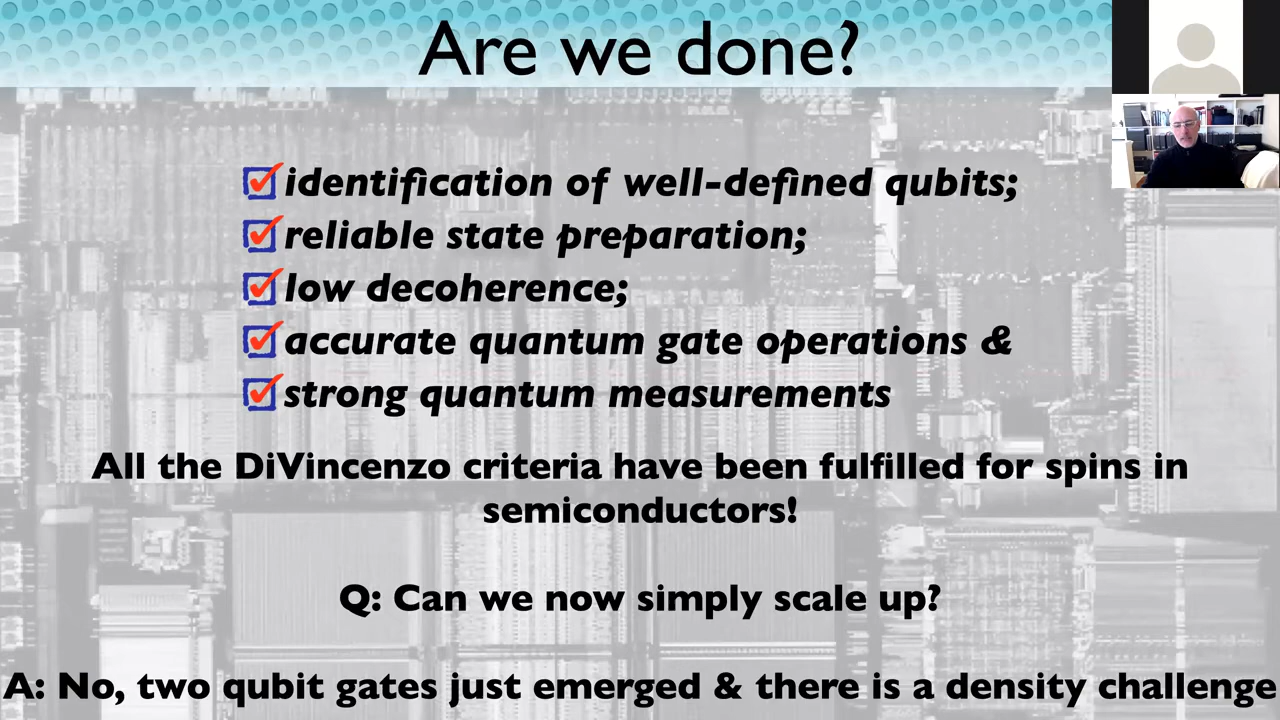 Are we done?
identification of well-defined qubits;
reliable state preparation;
low decoherence;
accurate quantum gate operations &
strong quantum measurements
All the DiVincenzo criteria have been fulfilled for spins in
semiconductors!
Q: Can we now simply scale up?
A: No, two qubit gates just emerged & there is a density challenge